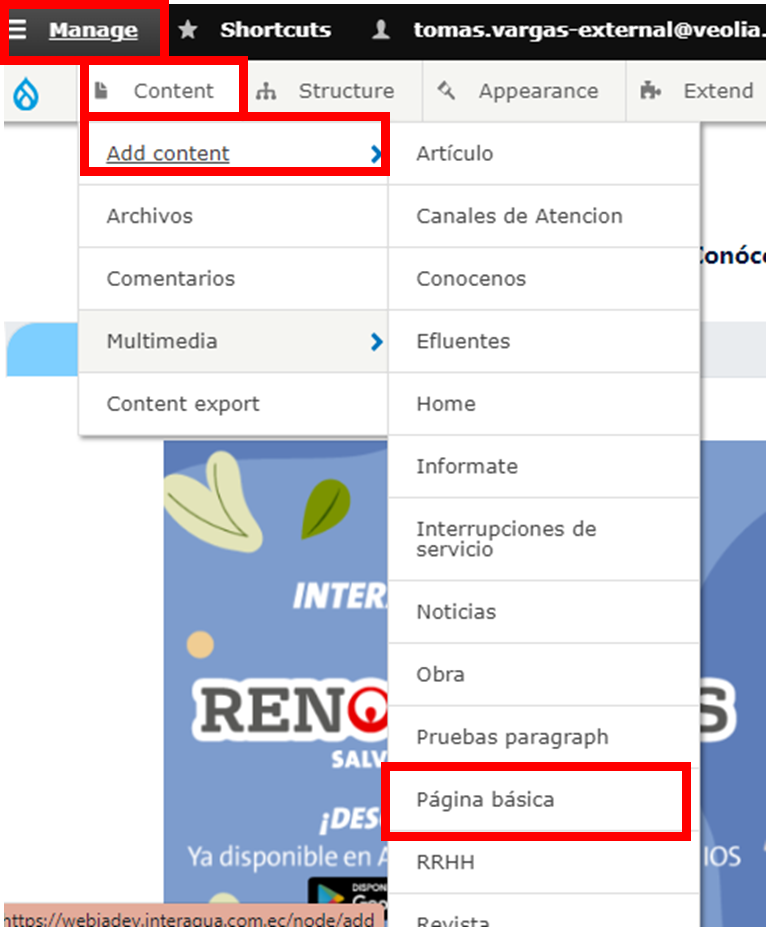 Manage Shortcuts tomas.vargas-external@veolia.
Content Structure Appearance Extend
Add content
Archivos
Comentarios
Multimedia
Content export
Artículo
Canales de Atencion
Conocenos
Efluentes
Home
Informate
Interrupciones de
servicio
Noticias
Obra
Pruebas paragraph
Página básica
RRHH
Revista
Conóce
INTER
REN S
SALV
¡DES
Ya disponible en A IOS
DISPON
Goo
https://webiadev.interagua.com.ec/node/add